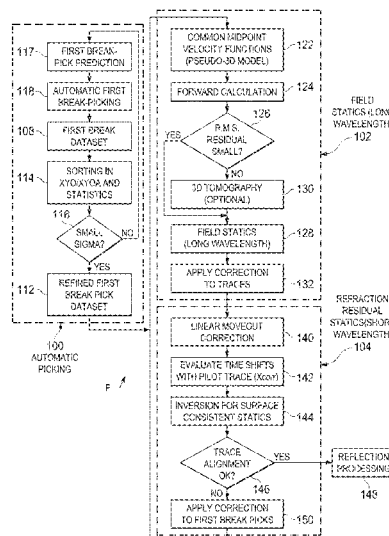 117
FIRST BREAK-
PICK PREDICTION
118
AUTOMATIC FIRST
BREAK-PICKING
108
FIRST BREAK
DATASET
114
SORTING IN
XYO/XYOA AND
STATISTICS
116
SMALL
SIGMA?
NO
YES
112
REFINED FIRST
BREAK PICK
DATASET
100
AUTOMATIC
PICKING
P
COMMON MIDPOINT
VELOCITY FUNCTIONS
(PSEUDO-3D MODEL)
122
FORWARD CALCULATION
124
126
YES
R.M.S.
RESIDUAL
SMALL?
NO
3D TOMOGRAPHY
(OPTIONAL)
130
FIELD STATICS
(LONG WAVELENGTH)
128
APPLY CORRECTION
TO TRACES
132
FIELD
STATICS (LONG
WAVELENGTH)
102
LINEAR MOVEOUT
CORRECTION
140
EVALUATE TIME SHIFTS
WITH PILOT TRACE (Xcorr)
142
INVERSION FOR SURFACE
CONSISTENT STATICS
144
TRACE
ALIGNMENT
OK?
146
YES
NO
APPLY CORRECTION
TO FIRST BREAK PICKS
150
REFRACTION
RESIDUAL
STATICS(SHORT
WAVELENGTH)
104
REFLECTION
PROCESSING
148